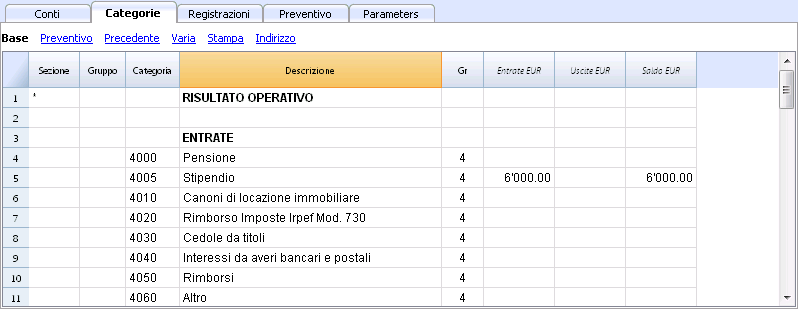 Conti Categorie Registrazioni Preventivo Parameters
Base Preventivo Precedente Varia Stampa Indirizzo
Sezione Gruppo Categoria Descrizione Gr Entrate EUR Uscite EUR Saldo EUR
1 * RISULTATO OPERATIVO
2
3 ENTRATE
4 4000 Pensione 4
5 4005 Stipendio 4 6'000.00 6'000.00
6 4010 Canoni di locazione immobiliare 4
7 4020 Rimborso Imposte Irpef Mod. 730 4
8 4030 Cedole da titoli 4
9 4040 Interessi da averi bancari e postali 4
10 4050 Rimborsi 4
11 4060 Altro 4